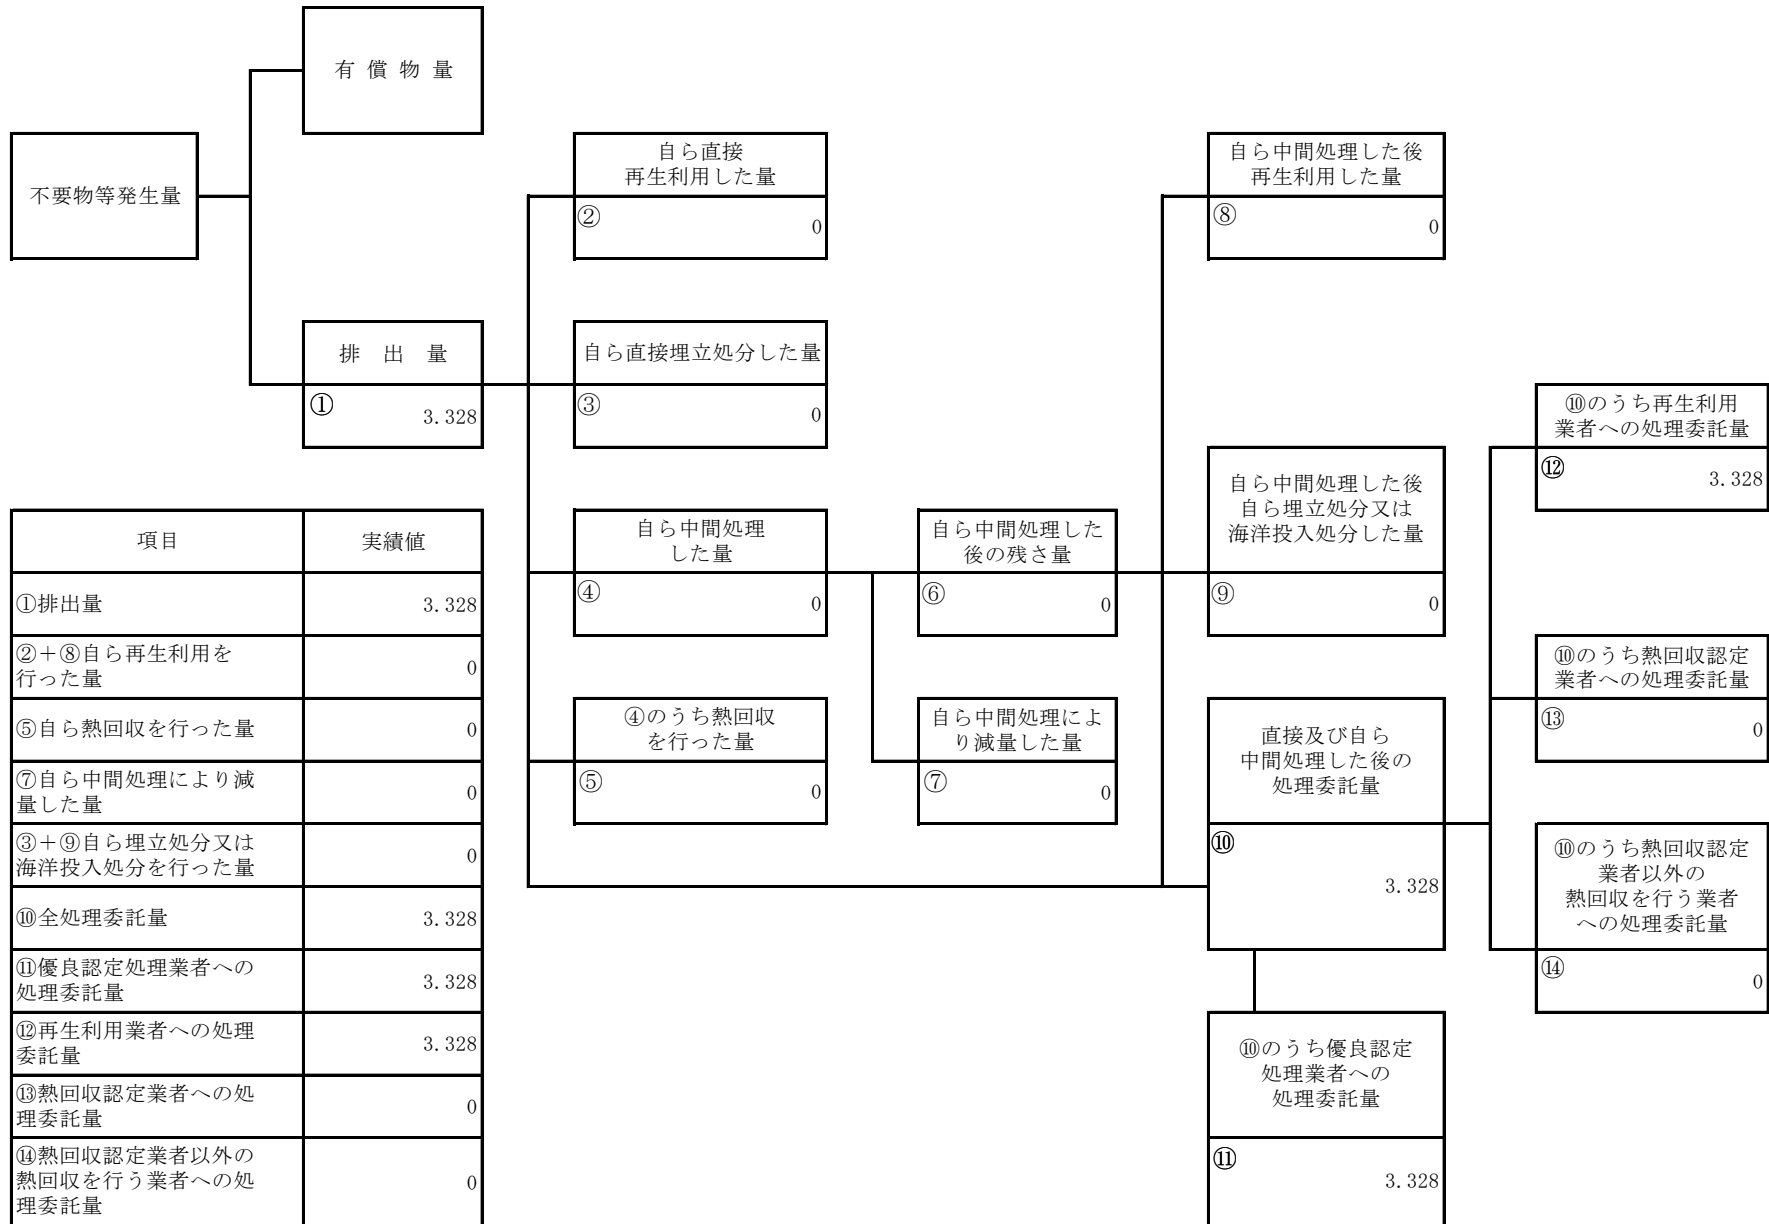 有 償 物 量
不要物等発生量
排 出 量
① 3.328
自ら直接
再生利用した量
② 0
自ら直接埋立処分した量
③ 0
自ら中間処理
した量
④ 0
④のうち熱回収
を行った量
⑤ 0
自ら中間処理した
後の残さ量
⑥ 0
自ら中間処理によ
り減量した量
⑦ 0
自ら中間処理した後
再生利用した量
⑧ 0
自ら中間処理した後
自ら埋立処分又は
海洋投入処分した量
⑨ 0
直接及び自ら
中間処理した後の
処理委託量
⑩
3.328
⑩のうち優良認定
処理業者への
処理委託量
⑪
3.328
⑩のうち再生利用
業者への処理委託量
⑫ 3.328
⑩のうち熱回収認定
業者への処理委託量
⑬ 0
⑩のうち熱回収認定
業者以外の
熱回収を行う業者
への処理委託量
⑭ 0
項目 実績値
①排出量 3.328
②+⑧自ら再生利用を
行った量 0
⑤自ら熱回収を行った量 0
⑦自ら中間処理により減
量した量 0
③+⑨自ら埋立処分又は
海洋投入処分を行った量 0
⑩全処理委託量 3.328
⑪優良認定処理業者への
処理委託量 3.328
⑫再生利用業者への処理
委託量 3.328
⑬熱回収認定業者への処
理委託量 0
⑭熱回収認定業者以外の
熱回収を行う業者への処
理委託量 0